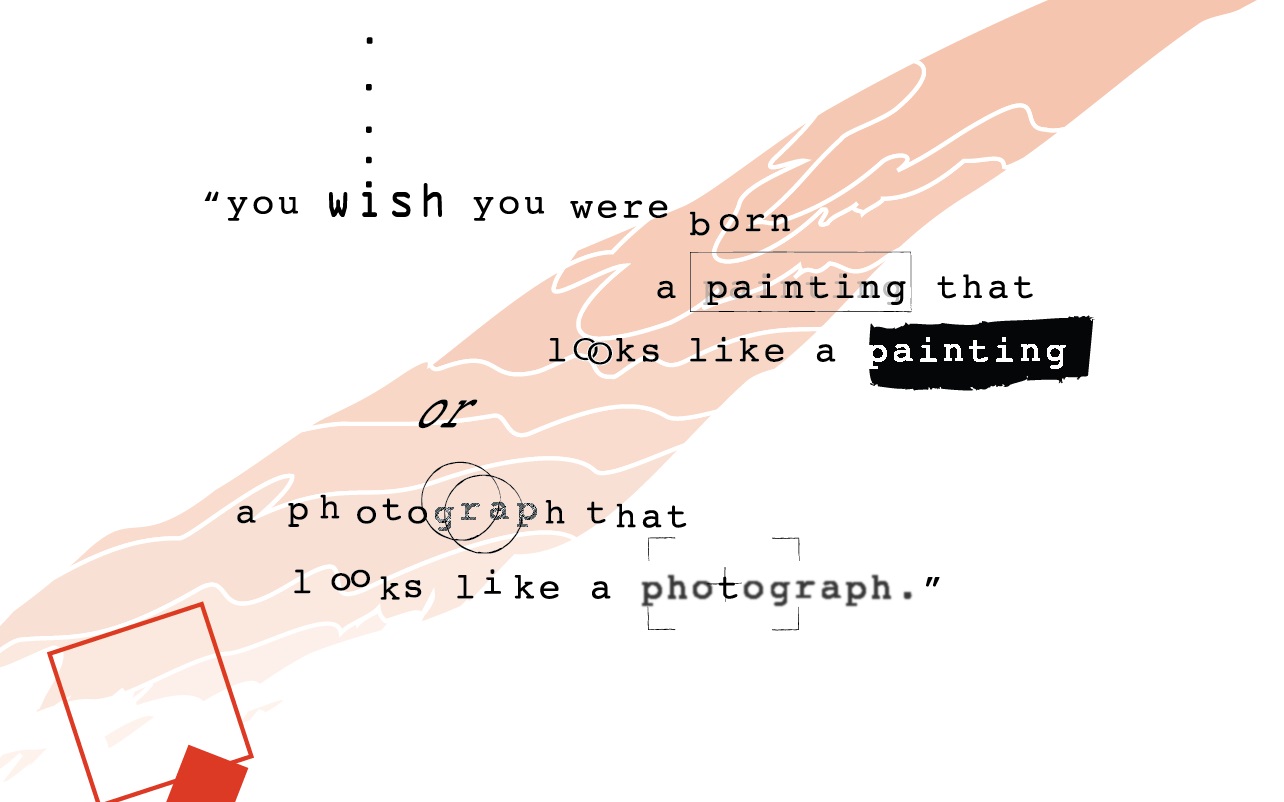 “you wish you were born
a painting that
looks like a painting
or
a photograph that
looks like a photograph.”